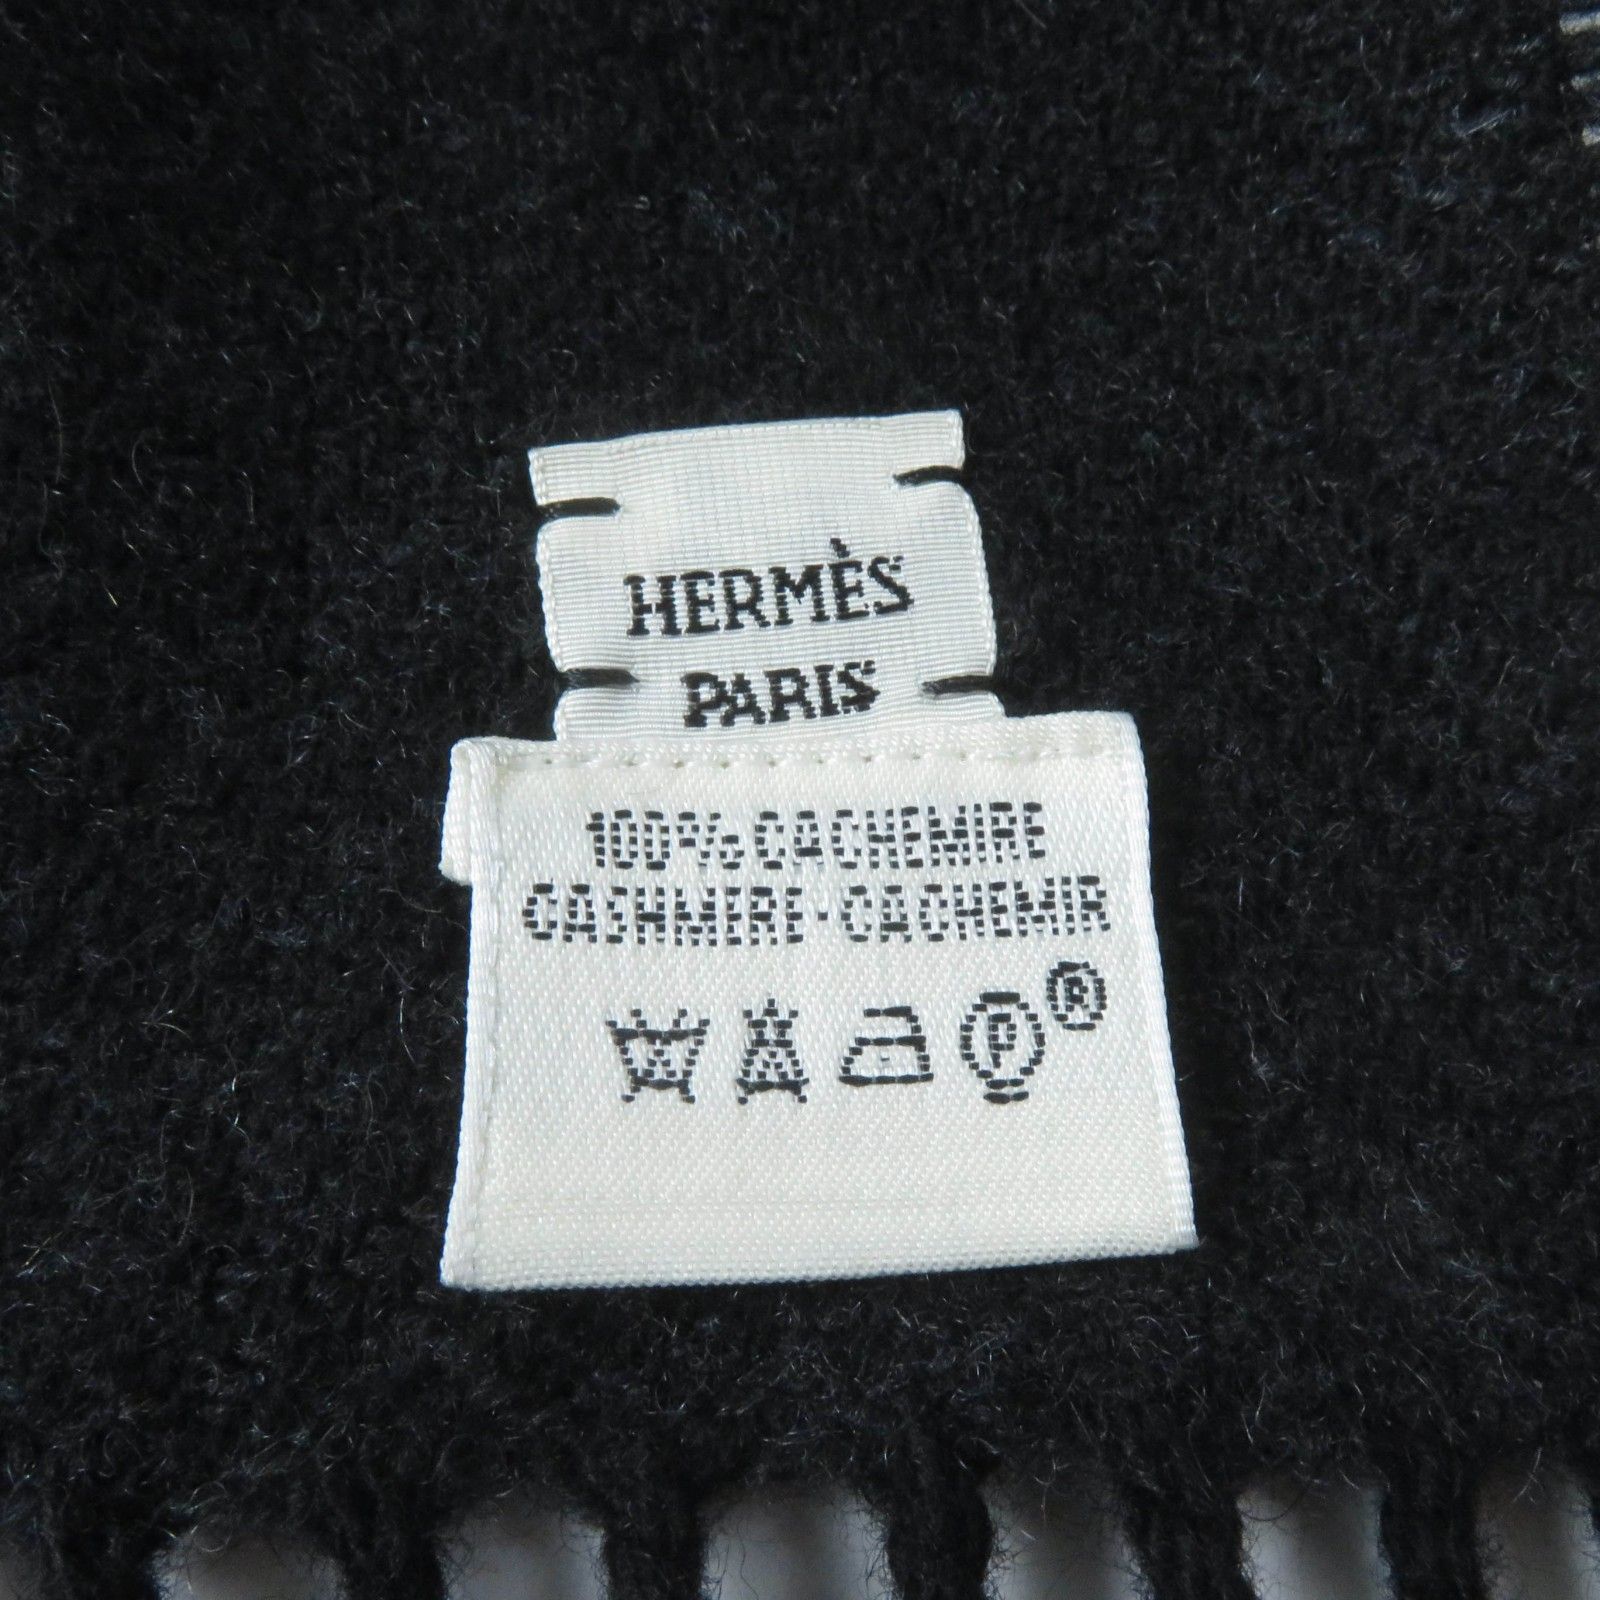 HERMÈS
PARIS
100% CACHEMIRE
CASHMERE-CACHEMIR
P ®